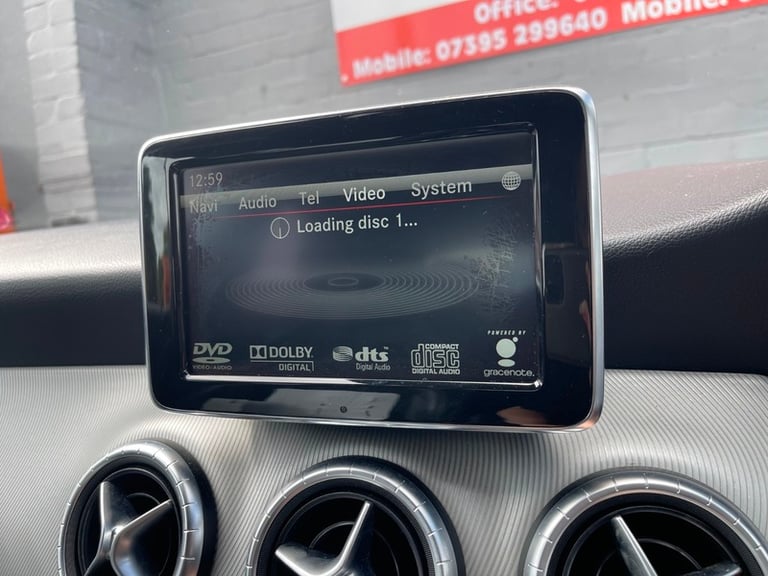 Office:
Mobile: 07395 299640 Mobile:
12:59
Navi Audio Tel Video System
Loading disc 1...
DVD
VIDEO/AUDIO
DOLBY
DIGITAL
dts
Digital Audio
COMPACT
disc
DIGITAL AUDIO
POWERED BY
gracenote.